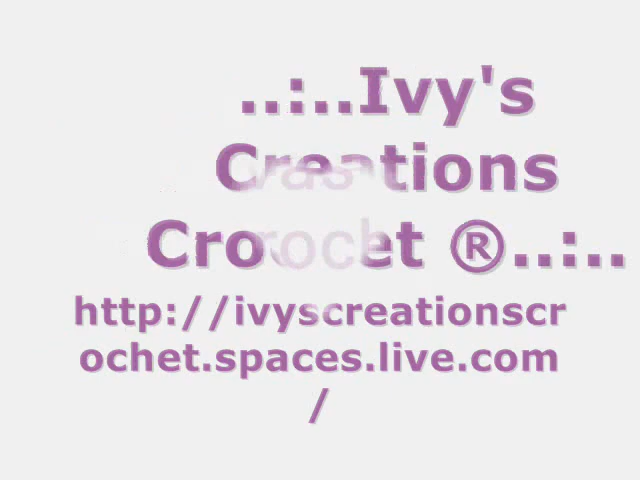 ..:..Ivy's
Creations
Crochet ®..:..
http://ivyscreationscr
ochet.spaces.live.com
/